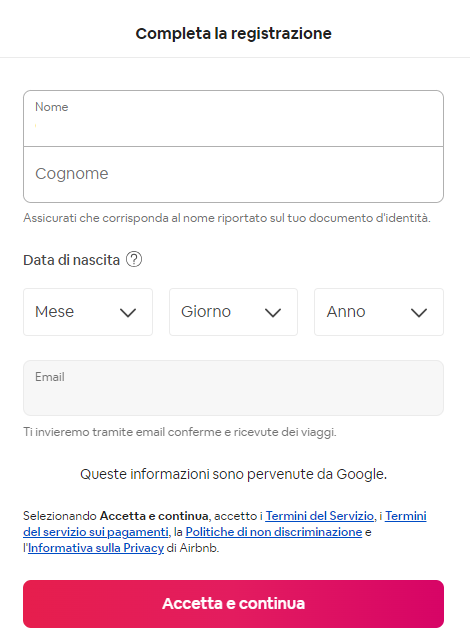 Completa la registrazione
Nome
Cognome
Assicurati che corrisponda al nome riportato sul tuo documento d'identità.
Data di nascita ?
Mese
Giorno
Anno
Email
Ti invieremo tramite email conferme e ricevute dei viaggi.
Queste informazioni sono pervenute da Google.
Selezionando Accetta e continua, accetto i Termini del Servizio, i Termini
del servizio sui pagamenti, la Politiche di non discriminazione e
l'Informativa sulla Privacy di Airbnb.
Accetta e continua